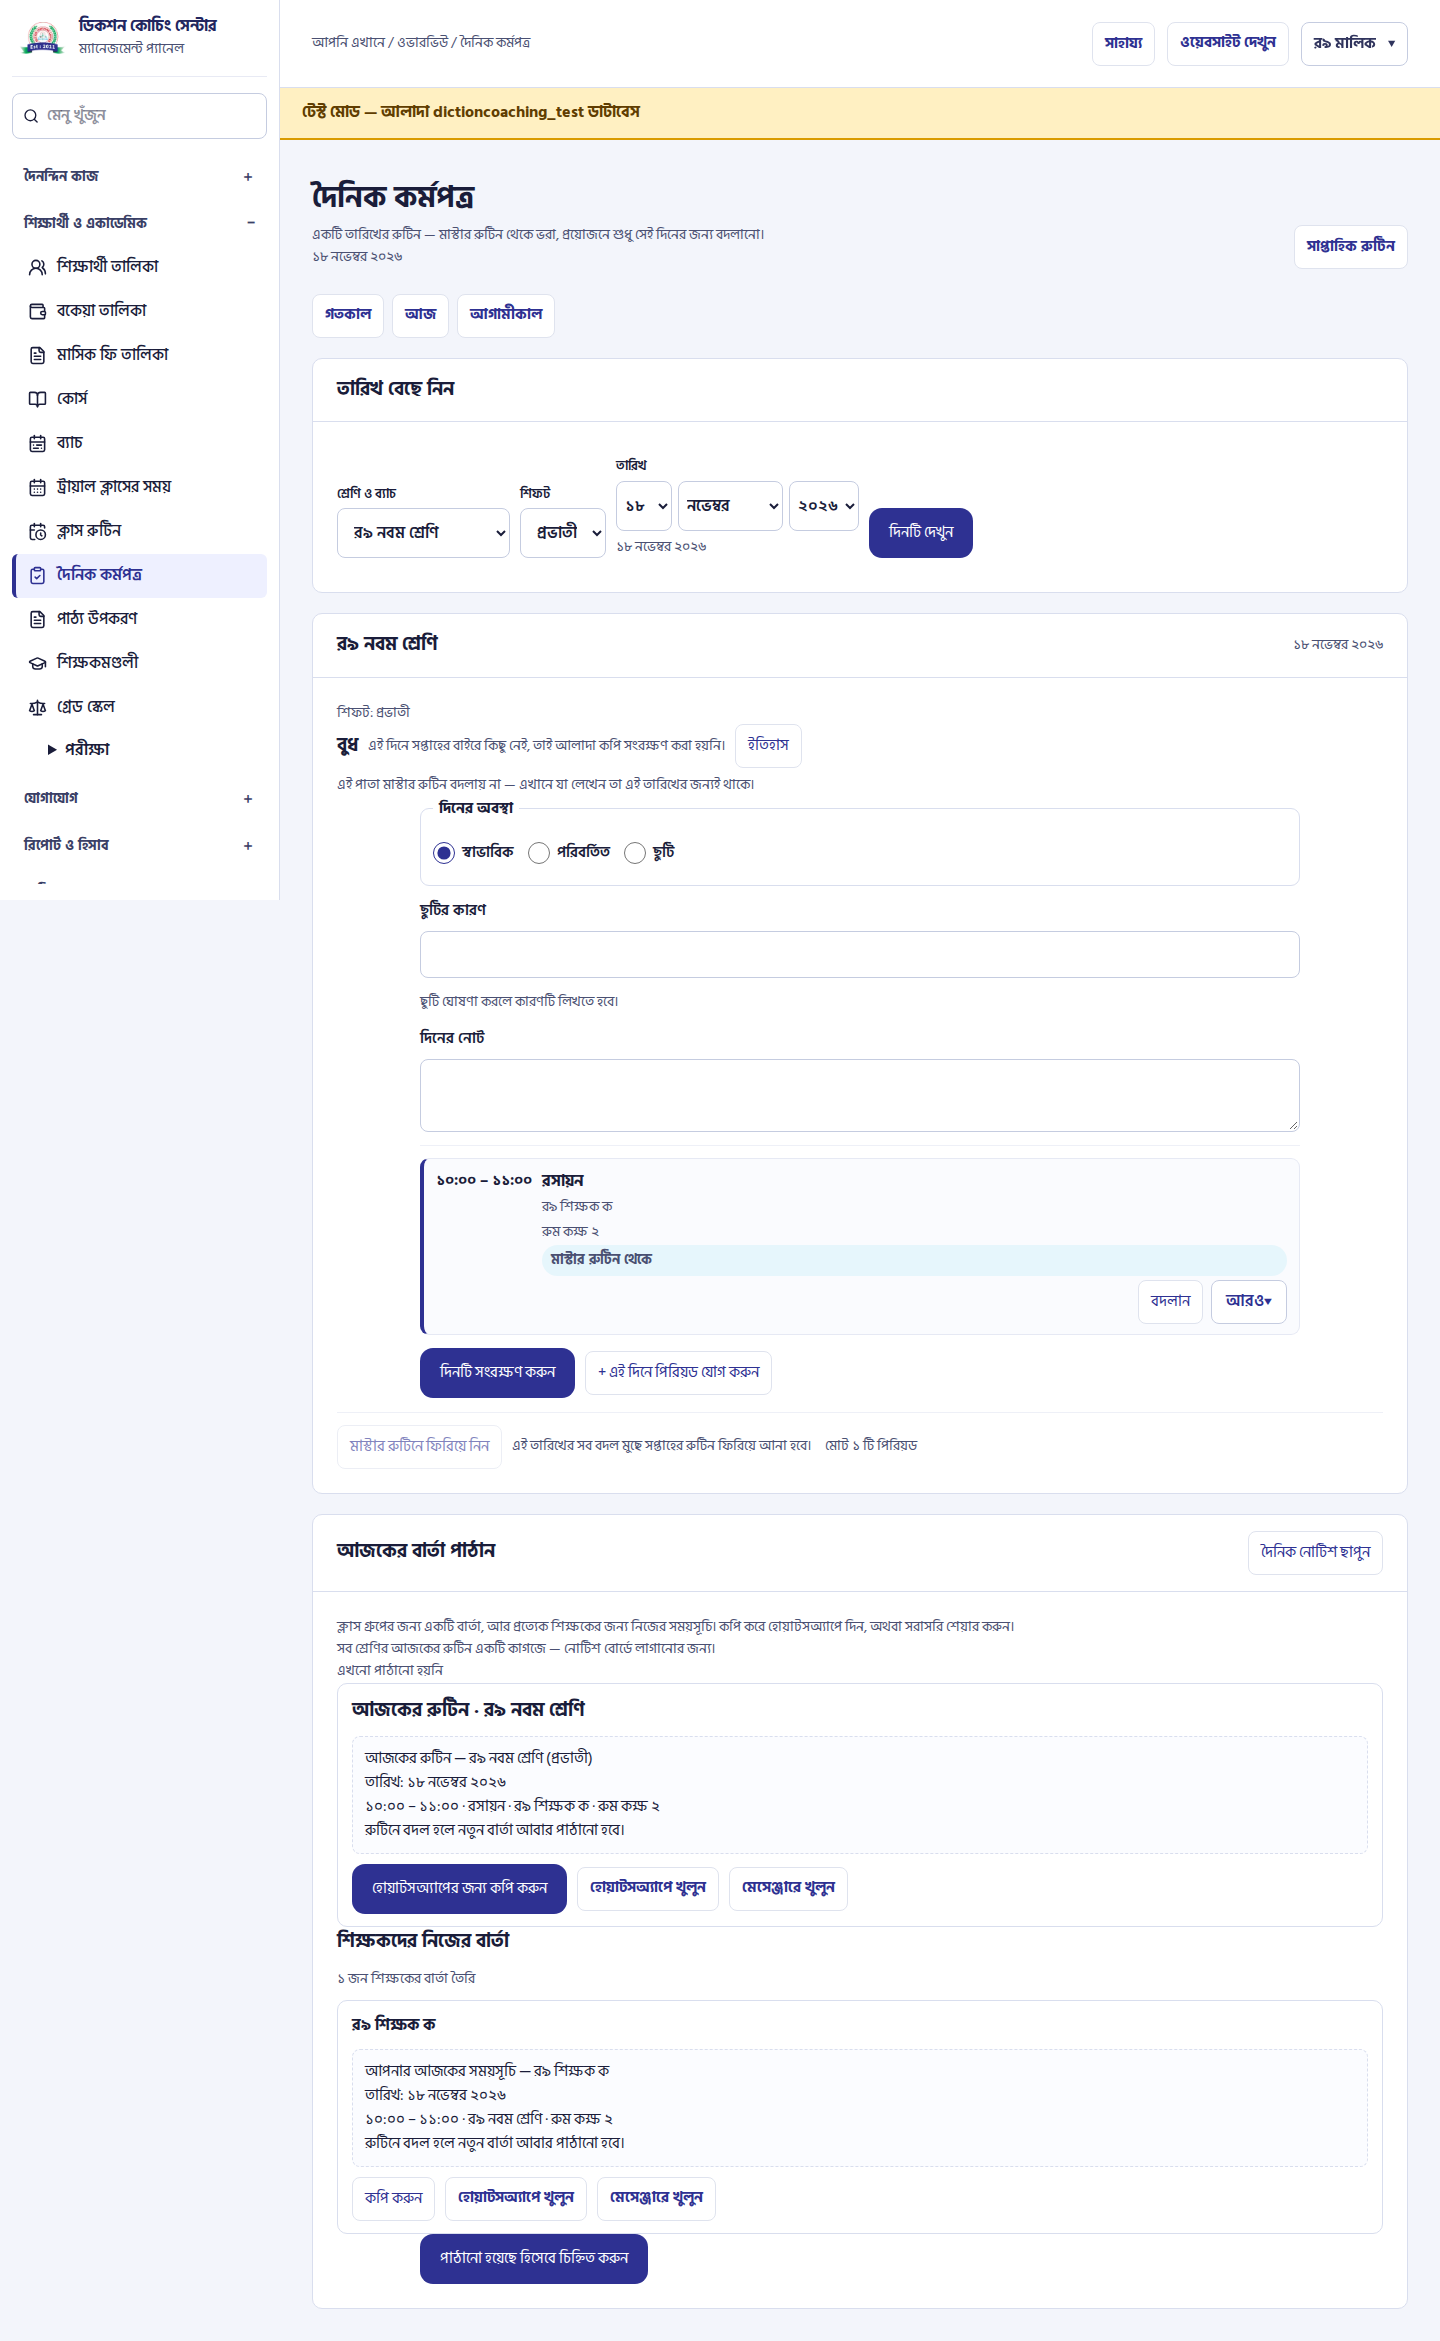 ডিকশন কোচিং সেন্টার
ম্যানেজমেন্ট প্যানেল
Est : 2011
মেনু খুঁজুন
দৈনন্দিন কাজ +
শিক্ষার্থী ও একাডেমিক −
শিক্ষার্থী তালিকা
বকেয়া তালিকা
মাসিক ফি তালিকা
কোর্স
ব্যাচ
ট্রায়াল ক্লাসের সময়
ক্লাস রুটিন
দৈনিক কর্মপত্র
পাঠ্য উপকরণ
শিক্ষকমণ্ডলী
গ্রেড স্কেল
▶ পরীক্ষা
যোগাযোগ +
রিপোর্ট ও হিসাব +
আপনি এখানে / ওভারভিউ / দৈনিক কর্মপত্র
সাহায্য
ওয়েবসাইট দেখুন
র৯ মালিক ▾
টেস্ট মোড — আলাদা dictioncoaching_test ডাটাবেস
দৈনিক কর্মপত্র
একটি তারিখের রুটিন — মাস্টার রুটিন থেকে ভরা, প্রয়োজনে শুধু সেই দিনের জন্য বদলানো।
১৮ নভেম্বর ২০২৬
সাপ্তাহিক রুটিন
গতকাল
আজ
আগামীকাল
তারিখ বেছে নিন
শ্রেণি ও ব্যাচ
র৯ নবম শ্রেণি
শিফট
প্রভাতী
তারিখ
১৮ নভেম্বর ২০২৬
১৮ নভেম্বর ২০২৬
দিনটি দেখুন
র৯ নবম শ্রেণি
১৮ নভেম্বর ২০২৬
শিফট: প্রভাতী
বুধ এই দিনে সপ্তাহের বাইরে কিছু নেই, তাই আলাদা কপি সংরক্ষণ করা হয়নি। ইতিহাস
এই পাতা মাস্টার রুটিন বদলায় না — এখানে যা লেখেন তা এই তারিখের জন্যই থাকে।
দিনের অবস্থা
স্বাভাবিক পরিবর্তিত ছুটি
ছুটির কারণ
ছুটি ঘোষণা করলে কারণটি লিখতে হবে।
দিনের নোট
১০:০০ – ১১:০০ রসায়ন
র৯ শিক্ষক ক
রুম কক্ষ ২
মাস্টার রুটিন থেকে
বদলান
আরও▾
দিনটি সংরক্ষণ করুন
+ এই দিনে পিরিয়ড যোগ করুন
মাস্টার রুটিনে ফিরিয়ে নিন
এই তারিখের সব বদল মুছে সপ্তাহের রুটিন ফিরিয়ে আনা হবে। মোট ১ টি পিরিয়ড
আজকের বার্তা পাঠান
দৈনিক নোটিশ ছাপুন
ক্লাস গ্রুপের জন্য একটি বার্তা, আর প্রত্যেক শিক্ষকের জন্য নিজের সময়সূচি। কপি করে হোয়াটসঅ্যাপে দিন, অথবা সরাসরি শেয়ার করুন।
সব শ্রেণির আজকের রুটিন একটি কাগজে — নোটিশ বোর্ডে লাগানোর জন্য।
এখনো পাঠানো হয়নি
আজকের রুটিন · র৯ নবম শ্রেণি
আজকের রুটিন — র৯ নবম শ্রেণি (প্রভাতী)
তারিখ: ১৮ নভেম্বর ২০২৬
১০:০০ – ১১:০০ · রসায়ন · র৯ শিক্ষক ক · রুম কক্ষ ২
রুটিনে বদল হলে নতুন বার্তা আবার পাঠানো হবে।
হোয়াটসঅ্যাপের জন্য কপি করুন
হোয়াটসঅ্যাপে খুলুন
মেসেঞ্জারে খুলুন
শিক্ষকদের নিজের বার্তা
১ জন শিক্ষকের বার্তা তৈরি
র৯ শিক্ষক ক
আপনার আজকের সময়সূচি — র৯ শিক্ষক ক
তারিখ: ১৮ নভেম্বর ২০২৬
১০:০০ – ১১:০০ · র৯ নবম শ্রেণি · রুম কক্ষ ২
রুটিনে বদল হলে নতুন বার্তা আবার পাঠানো হবে।
কপি করুন
হোয়াটসঅ্যাপে খুলুন
মেসেঞ্জারে খুলুন
পাঠানো হয়েছে হিসেবে চিহ্নিত করুন